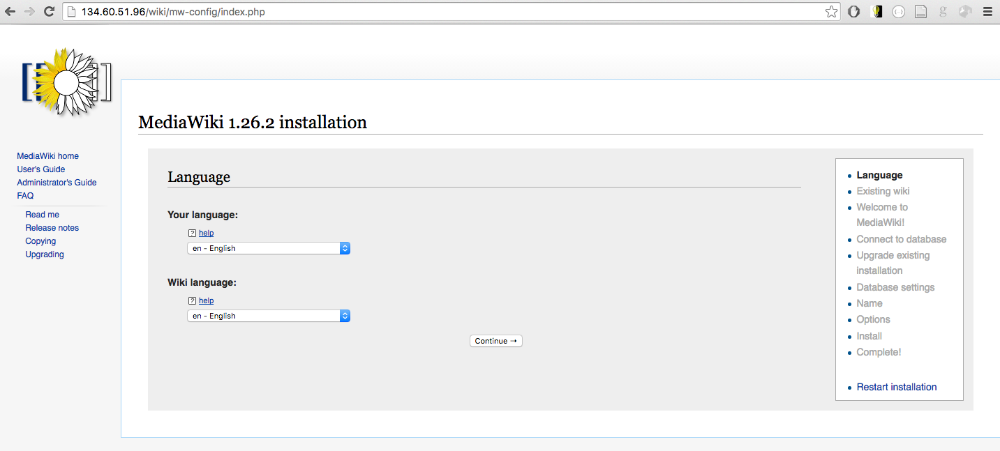 134.60.51.96/wiki/mw-config/index.php
MediaWiki home
User's Guide
Administrator's Guide
FAQ
Read me
Release notes
Copying
Upgrading
MediaWiki 1.26.2 installation
Language
Your language:
? help
en - English
Wiki language:
? help
en - English
Continue →
Language
Existing wiki
Welcome to
MediaWiki!
Connect to database
Upgrade existing
installation
Database settings
Name
Options
Install
Complete!
Restart installation